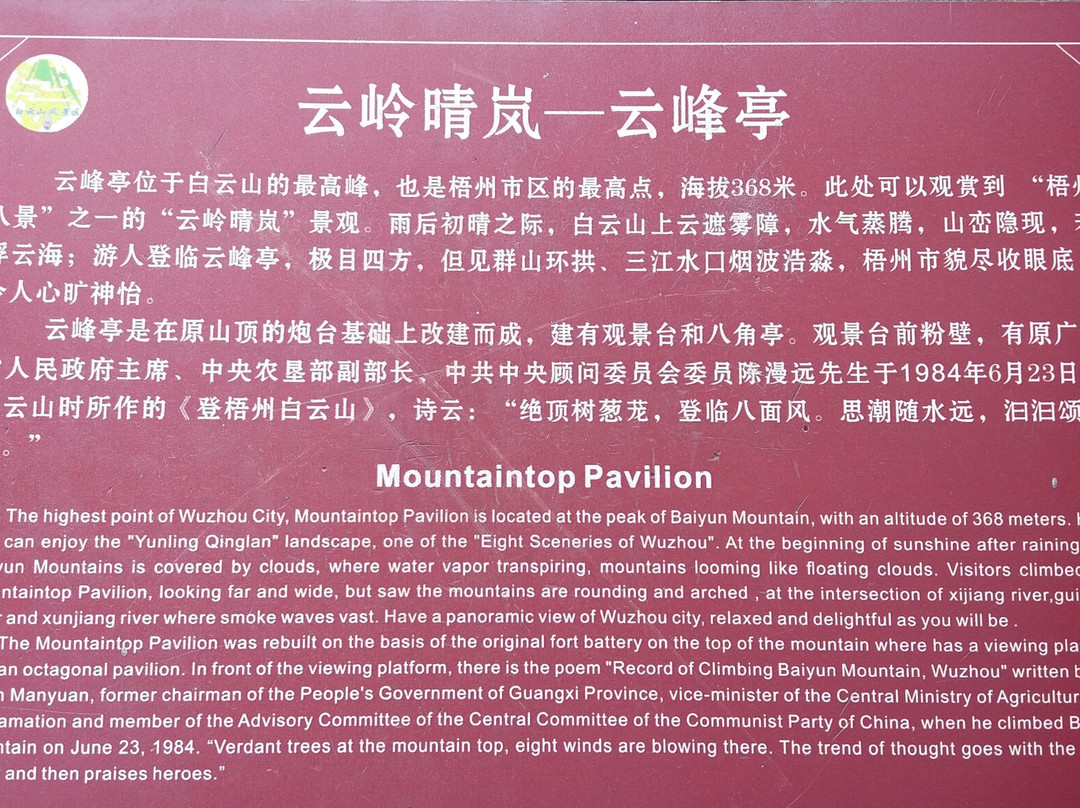 白云山风景区
云岭晴岚—云峰亭
云峰亭位于白云山的最高峰，也是梧州市区的最高点，海拔368米。此处可以观赏到 “梧州
八景” 之一的 “云岭晴岚” 景观。雨后初晴之际，白云山上云遮雾障，水气蒸腾，山峦隐现，若
浮云海；游人登临云峰亭，极目四方，但见群山环拱、三江水口烟波浩淼，梧州市貌尽收眼底
令人心旷神怡。
云峰亭是在原山顶的炮台基础上改建而成，建有观景台和八角亭。观景台前粉壁，有原广
人民政府主席、中央农垦部副部长、中共中央顾问委员会委员陈漫远先生于1984年6月23日
云山时所作的《登梧州白云山》，诗云： “绝顶树葱茏，登临八面风。思潮随水远，汩汩颂
。”
Mountaintop Pavilion
The highest point of Wuzhou City, Mountaintop Pavilion is located at the peak of Baiyun Mountain, with an altitude of 368 meters.
can enjoy the "Yunling Qinglan" landscape, one of the "Eight Sceneries of Wuzhou". At the beginning of sunshine after raining
yun Mountains is covered by clouds, where water vapor transpiring, mountains looming like floating clouds. Visitors climbed
ntaintop Pavilion, looking far and wide, but saw the mountains are rounding and arched , at the intersection of xijiang river,gui
r and xunjiang river where smoke waves vast. Have a panoramic view of Wuzhou city, relaxed and delightful as you will be .
The Mountaintop Pavilion was rebuilt on the basis of the original fort battery on the top of the mountain where has a viewing pla
an octagonal pavilion. In front of the viewing platform, there is the poem "Record of Climbing Baiyun Mountain, Wuzhou" written b
n Manyuan, former chairman of the People's Government of Guangxi Province, vice-minister of the Central Ministry of Agricultur
amation and member of the Advisory Committee of the Central Committee of the Communist Party of China, when he climbed B
ntain on June 23, 1984. “Verdant trees at the mountain top, eight winds are blowing there. The trend of thought goes with the
and then praises heroes.”